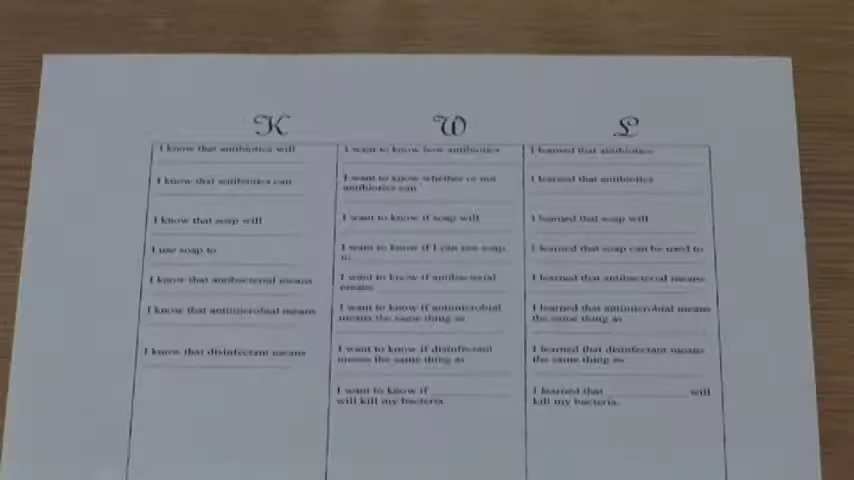 K
W
L
I know that antibiotics will
I know that antibiotics can
I know that soap will
I use soap to
I know that antibacterial means
I know that antimicrobial means
I know that disinfectant means
I want to know how antibiotics
I want to know whether or not
antibiotics can
I want to know if soap will
I want to know if I can use soap
to
I want to know if antibacterial
means
I want to know if antimicrobial
means the same thing as
I want to know if disinfectant
means the same thing as
I want to know if ____________
will kill my bacteria
I learned that antibiotics
I learned that antibiotics
I learned that soap will
I learned that soap can be used to
I learned that antibacterial means
I learned that antimicrobial means
the same thing as
I learned that disinfectant means
the same thing as
I learned that ________________ will
kill my bacteria.